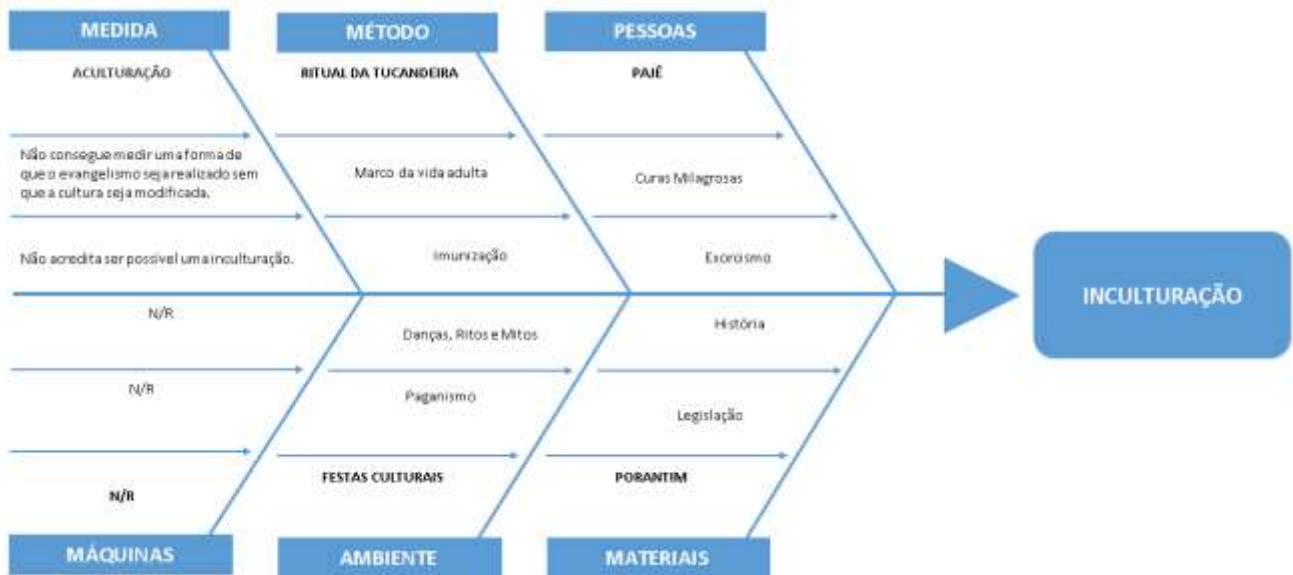 MEDIDA
MÉTODO
PESSOAS
ACULTURAÇÃO
RITUAL DA TUCANDEIRA
PAJÉ
Não consegue medir uma forma de
que o evangelismo seja realizado sem
que a cultura seja modificada.
Marco da vida adulta
Curas Milagrosas
Não acredita ser possível uma inculturação.
Imunização
Exorcismo
INCULTURAÇÃO
N/R
Danças, Ritos e Mitos
História
N/R
Paganismo
Legislação
N/R
FESTAS CULTURAIS
PORANTIM
MÁQUINAS
AMBIENTE
MATERIAIS